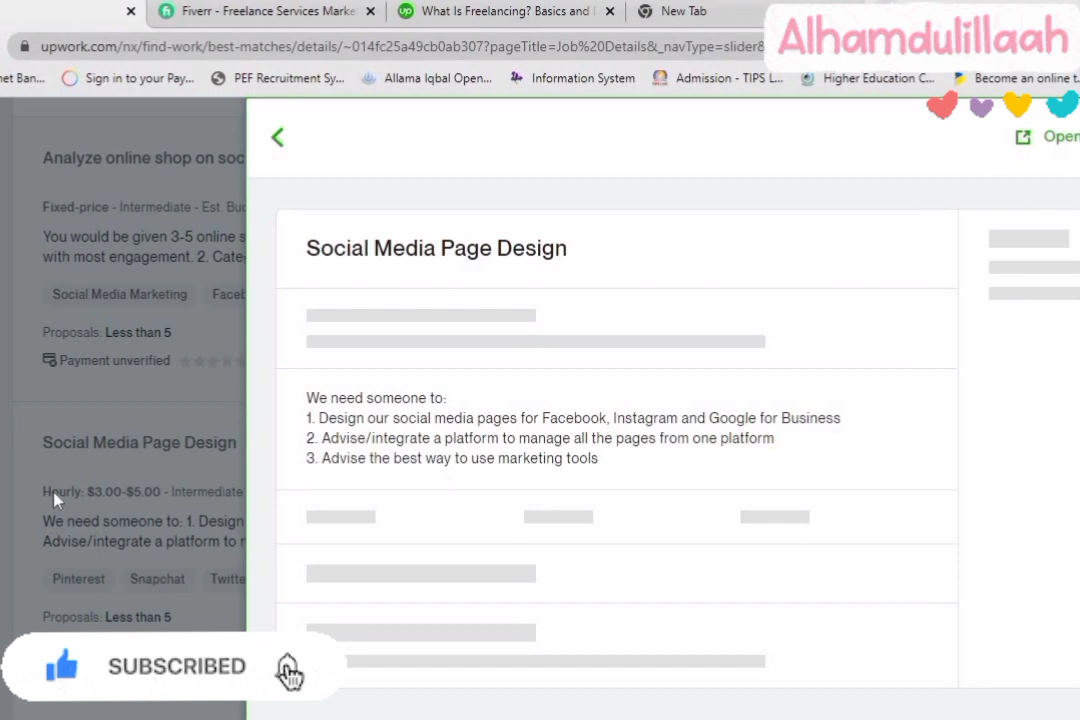 Fiverr - Freelance Services Marke
What Is Freelancing? Basics and
New Tab
Alhamdulillaah
upwork.com/nx/find-work/best-matches/details/~014fc25a49cb0ab307?pageTitle=Job%20Details&_navType=slider&
net Ban...
Sign in to your Pay...
PEF Recruitment Sy...
Allama Iqbal Open...
Information System
Admission - TIPS L...
Higher Education C...
Become an online t
Open
Analyze online shop on soc
Fixed-price - Intermediate - Est. Bud
You would be given 3-5 online s
with most engagement. 2. Cate
Social Media Marketing
Faceb
Proposals: Less than 5
Payment unverified
Social Media Page Design
Hourly: $3.00-$5.00 - Intermediate
We need someone to: 1. Design
Advise/integrate a platform to m
Pinterest
Snapchat
Twitte
Proposals: Less than 5
Social Media Page Design
We need someone to:
1. Design our social media pages for Facebook, Instagram and Google for Business
2. Advise/integrate a platform to manage all the pages from one platform
3. Advise the best way to use marketing tools
SUBSCRIBED